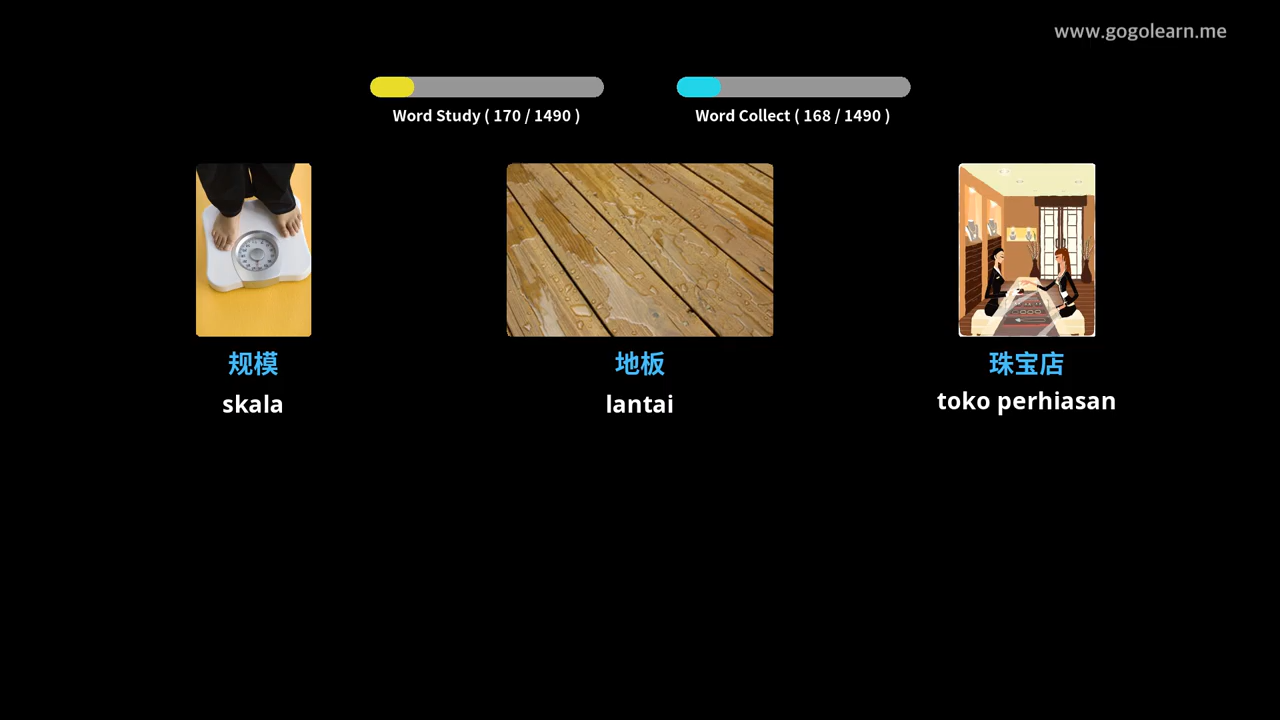 www.gogolearn.me
Word Study ( 170 / 1490 )
Word Collect ( 168 / 1490 )
规模
skala
地板
lantai
珠宝店
toko perhiasan